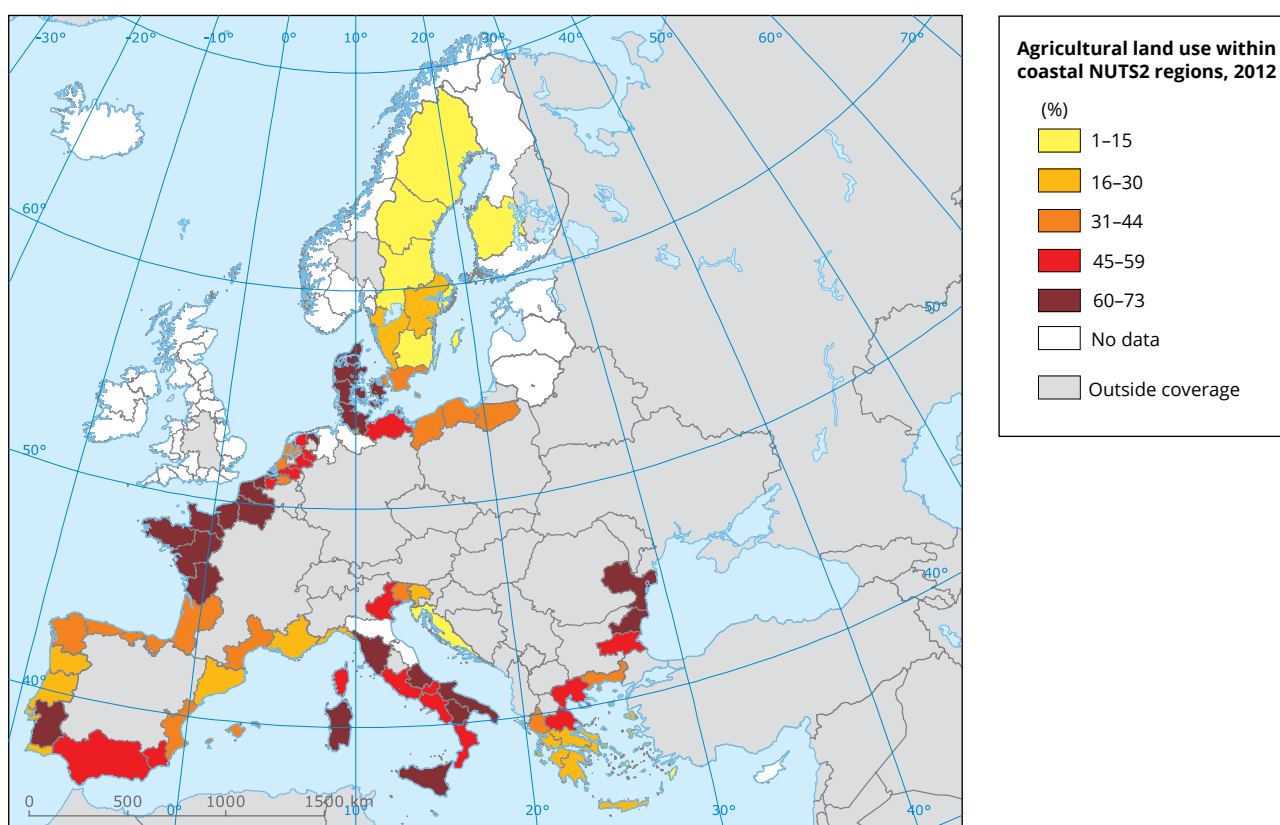 -30° -20° -10° 0° 10° 20° 30° 40° 50° 60° 70°
60°
50°
50°
40°
40°
0 500 1000 1500 km
0° 10° 20° 30° 40°
Agricultural land use within
coastal NUTS2 regions, 2012
(%)
1–15
16–30
31–44
45–59
60–73
No data
Outside coverage